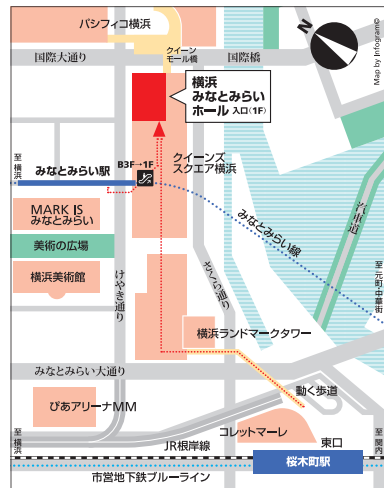 パシフィコ横浜
国際大通り
クイーン
モール橋
国際橋
N
Map by Infogram©
横浜
みなとみらい
ホール 入口(1F)
至横浜
みなとみらい駅
B3F→1F
クイーンズ
スクエア横浜
MARK IS
みなとみらい
美術の広場
横浜美術館
けやき通り
さくら通り
みなとみらい線
汽車道
至元町中華街
横浜ランドマークタワー
みなとみらい大通り
ぴあアリーナMM
動く歩道
コレットマーレ
東口
至横浜
JR根岸線
桜木町駅
至関内
市営地下鉄ブルーライン